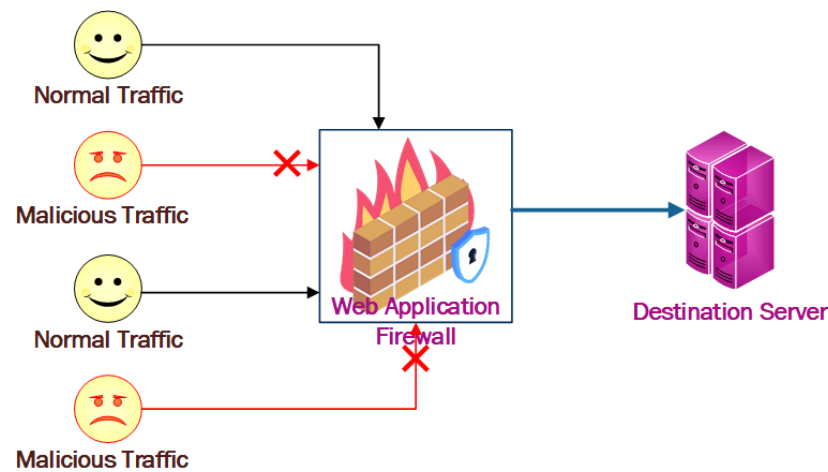 Normal Traffic
Malicious Traffic
Normal Traffic
Malicious Traffic
Web Application
Firewall
Destination Server